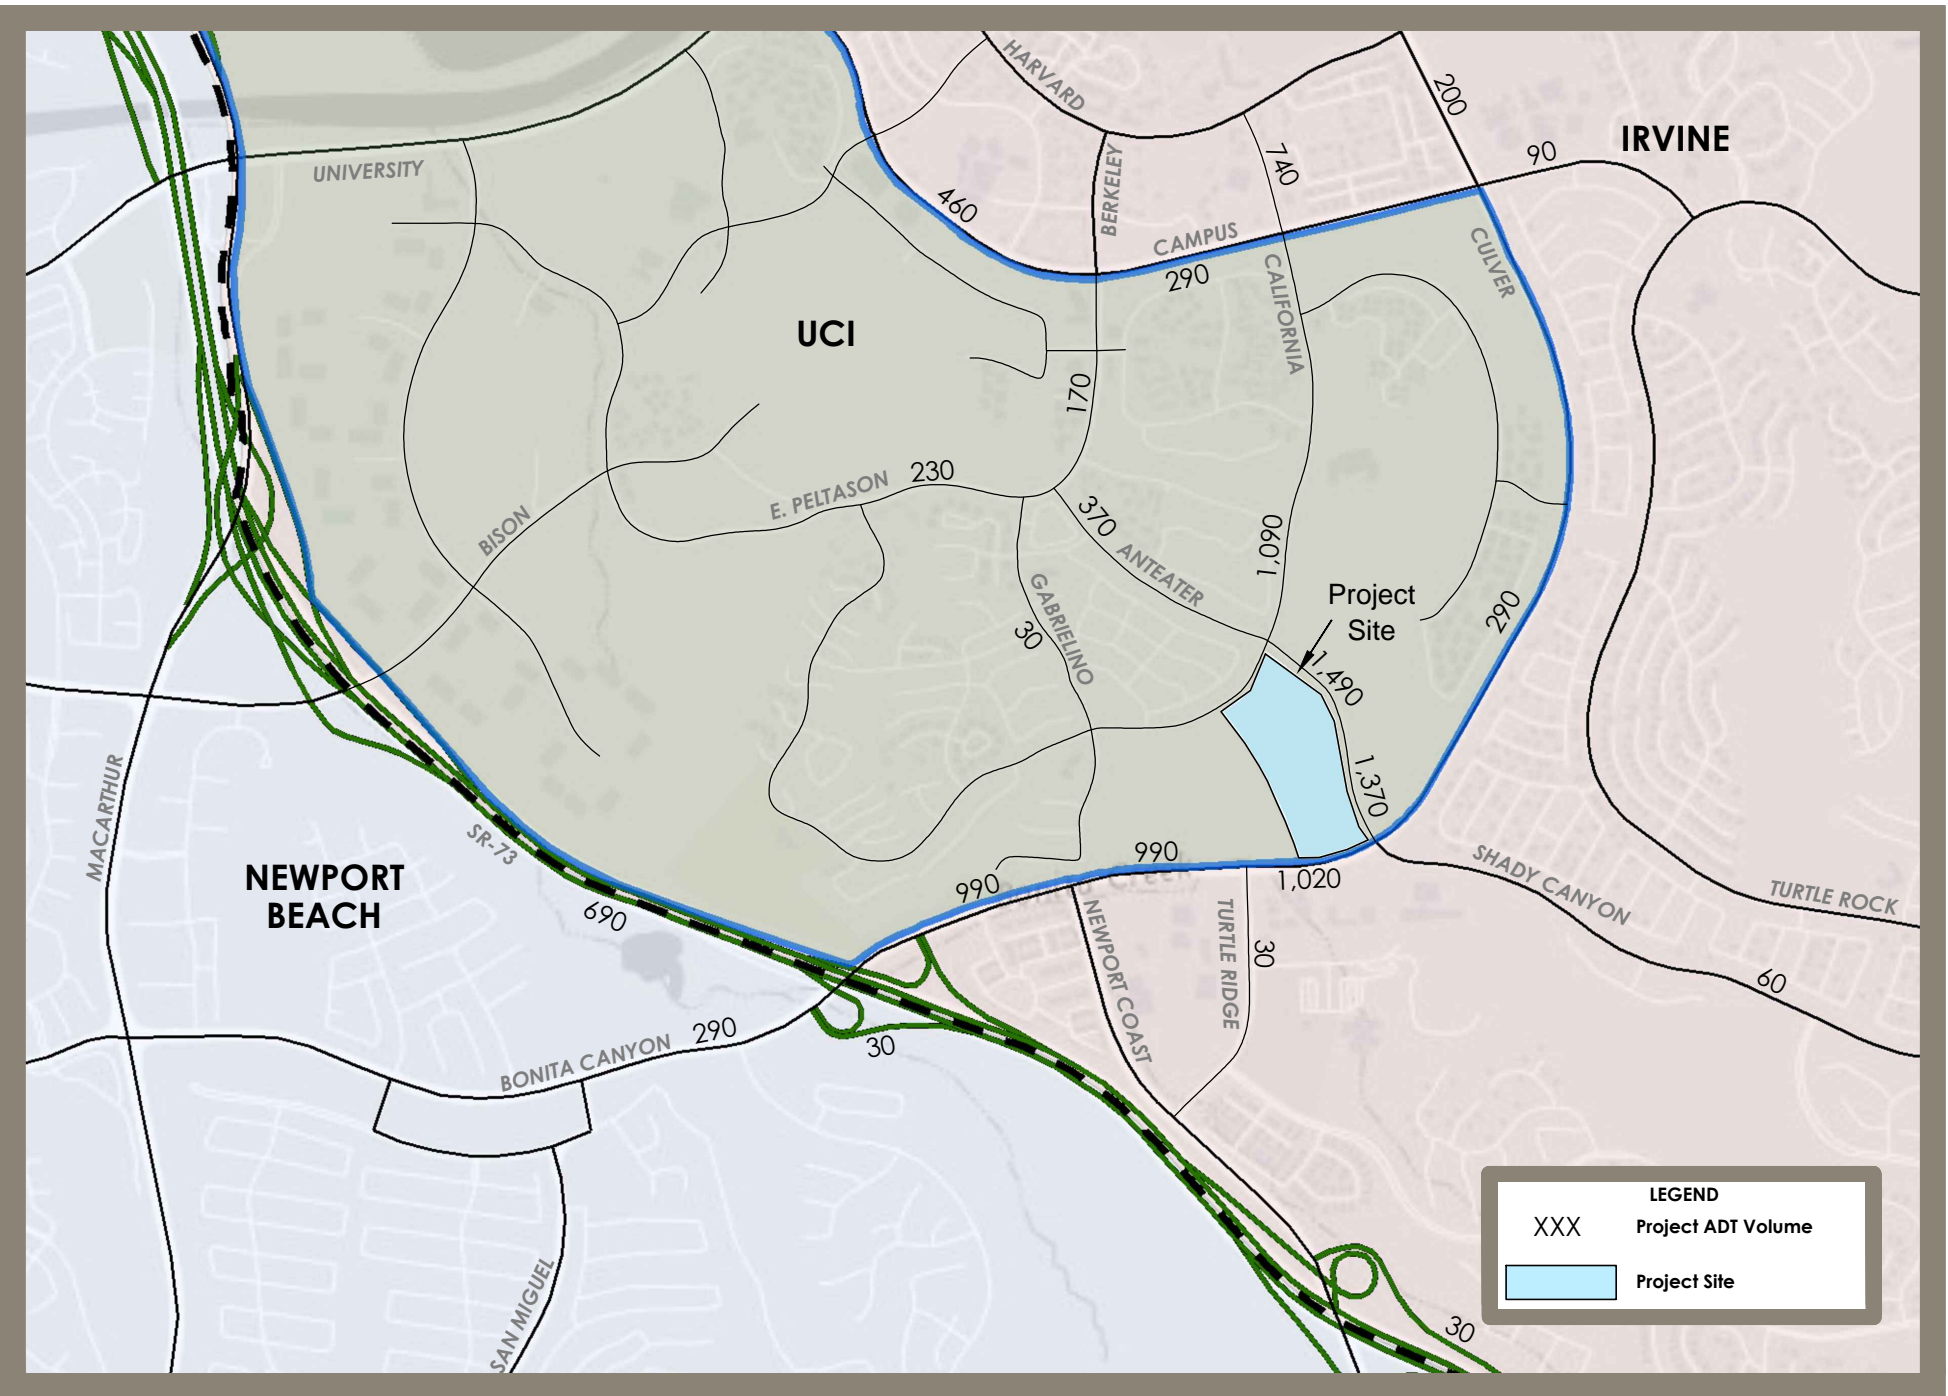 HARVARD
200
IRVINE
90
740
UNIVERSITY
BERKELEY
460
CAMPUS
290
CALIFORNIA
CULVER
UCI
170
230
E. PELTASON
370
ANTEATER
1,090
BISON
GABRIELINO
30
Project
Site
290
1,490
1,370
MACARTHUR
SR-73
NEWPORT
BEACH
690
990
990
1,020
SHADY CANYON
TURTLE ROCK
NEWPORT COAST
TURTLE RIDGE
30
60
BONITA CANYON
290
30
SAN MIGUEL
30
LEGEND
XXX Project ADT Volume
Project Site